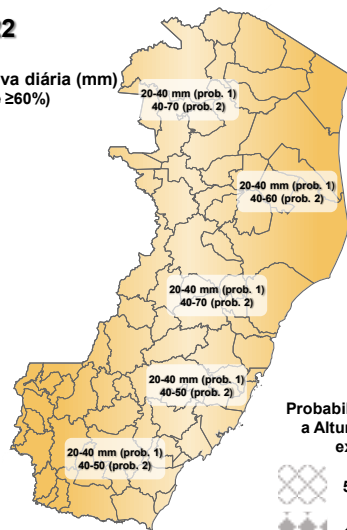 va diária (mm)
≥60%)
20-40 mm (prob. 1)
40-70 (prob. 2)
20-40 mm (prob. 1)
40-60 (prob. 2)
20-40 mm (prob. 1)
40-70 (prob. 2)
20-40 mm (prob. 1)
40-50 (prob. 2)
20-40 mm (prob. 1)
40-50 (prob. 2)
Probabil
a Altur
ex
5